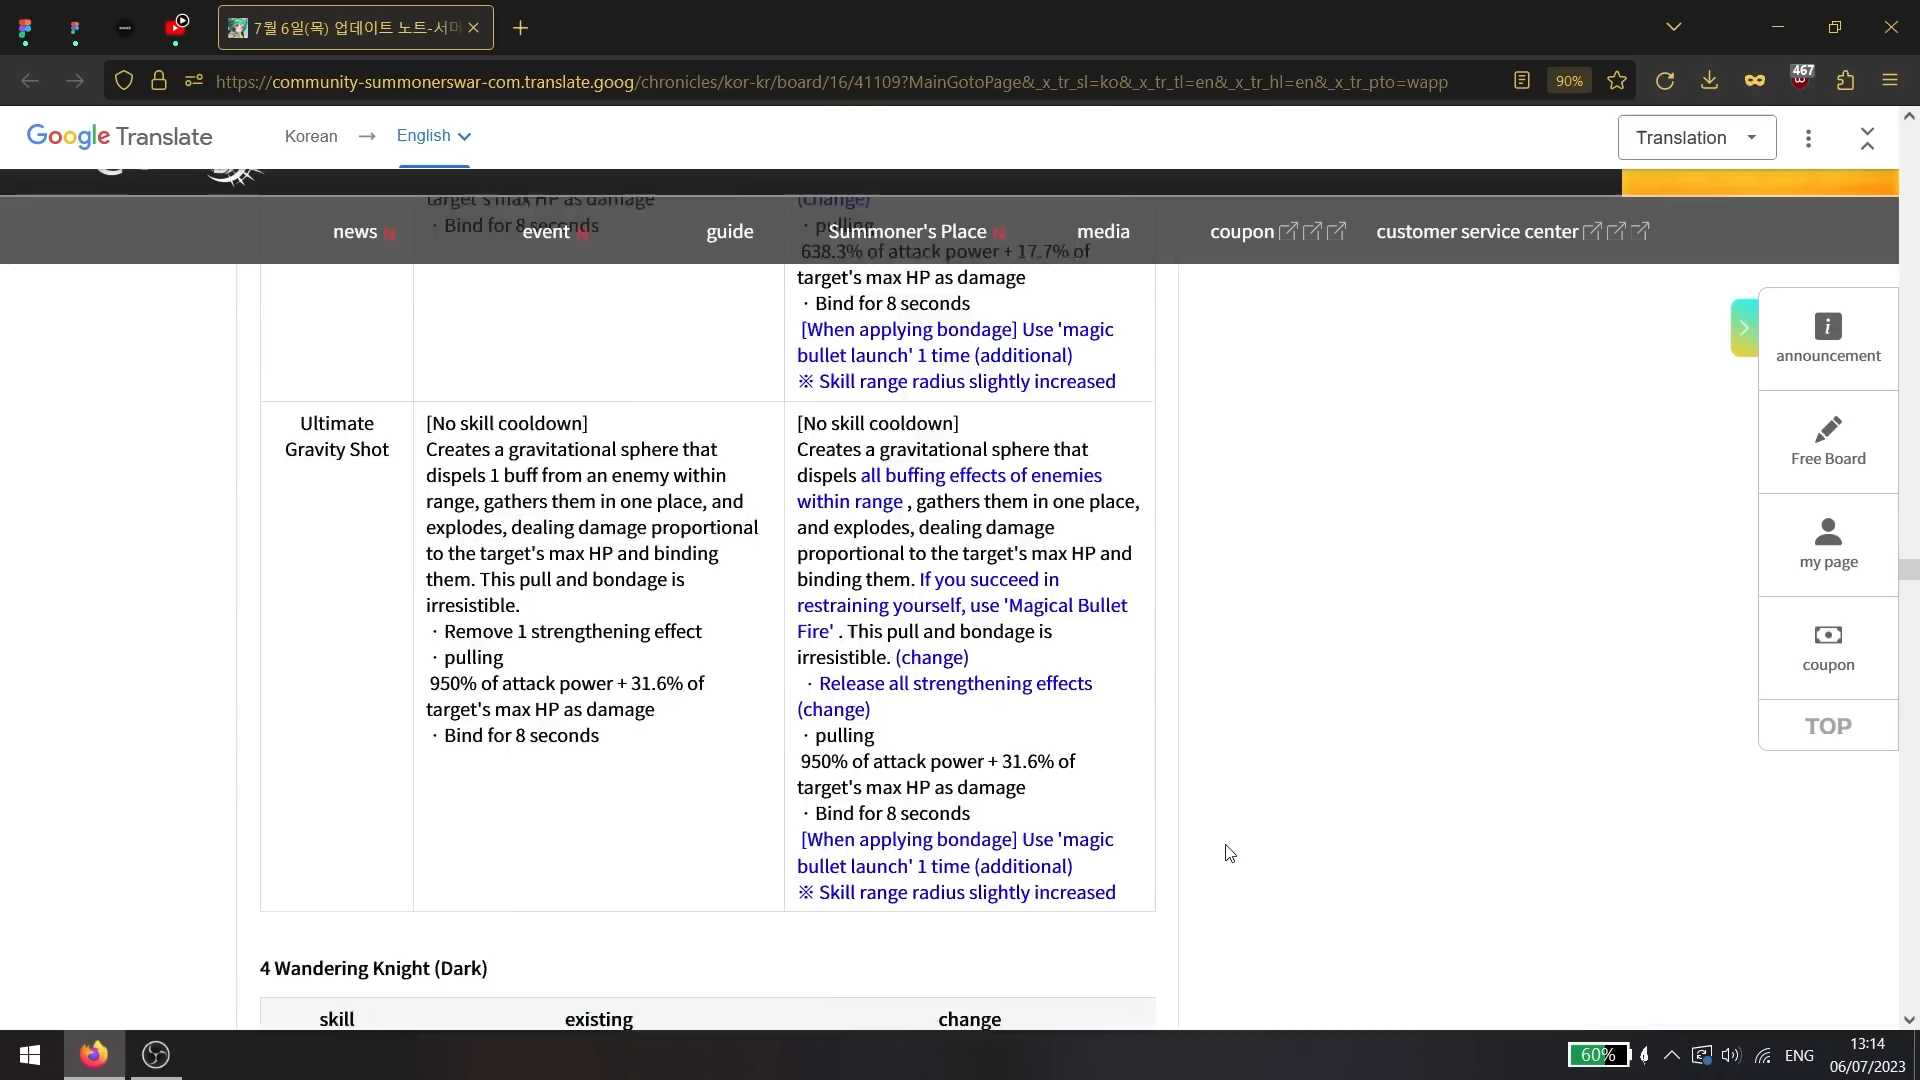 7월 6일(목) 업데이트 노트-서머
https://community-summonerswar-com.translate.goog/chronicles/kor-kr/board/16/41109?MainGotoPage&_x_tr_sl=ko&_x_tr_tl=en&_x_tr_hl=en&_x_tr_pto=wapp
90%
467
Google Translate
Korean → English
Translation
target's max HP as damage
· Bind for 8 seconds
(change)
· pulling
news N
event N
guide
Summoner's Place N
media
coupon
customer service center
638.3% of attack power + 17.7% of
target's max HP as damage
· Bind for 8 seconds
[When applying bondage] Use 'magic
bullet launch' 1 time (additional)
※ Skill range radius slightly increased
Ultimate
Gravity Shot
[No skill cooldown]
Creates a gravitational sphere that
dispels 1 buff from an enemy within
range, gathers them in one place, and
explodes, dealing damage proportional
to the target's max HP and binding
them. This pull and bondage is
irresistible.
· Remove 1 strengthening effect
· pulling
950% of attack power + 31.6% of
target's max HP as damage
· Bind for 8 seconds
[No skill cooldown]
Creates a gravitational sphere that
dispels all buffing effects of enemies
within range , gathers them in one place,
and explodes, dealing damage
proportional to the target's max HP and
binding them. If you succeed in
restraining yourself, use 'Magical Bullet
Fire' . This pull and bondage is
irresistible. (change)
· Release all strengthening effects
(change)
· pulling
950% of attack power + 31.6% of
target's max HP as damage
· Bind for 8 seconds
[When applying bondage] Use 'magic
bullet launch' 1 time (additional)
※ Skill range radius slightly increased
4 Wandering Knight (Dark)
skill
existing
change
announcement
Free Board
my page
coupon
TOP
60%
ENG
13:14
06/07/2023